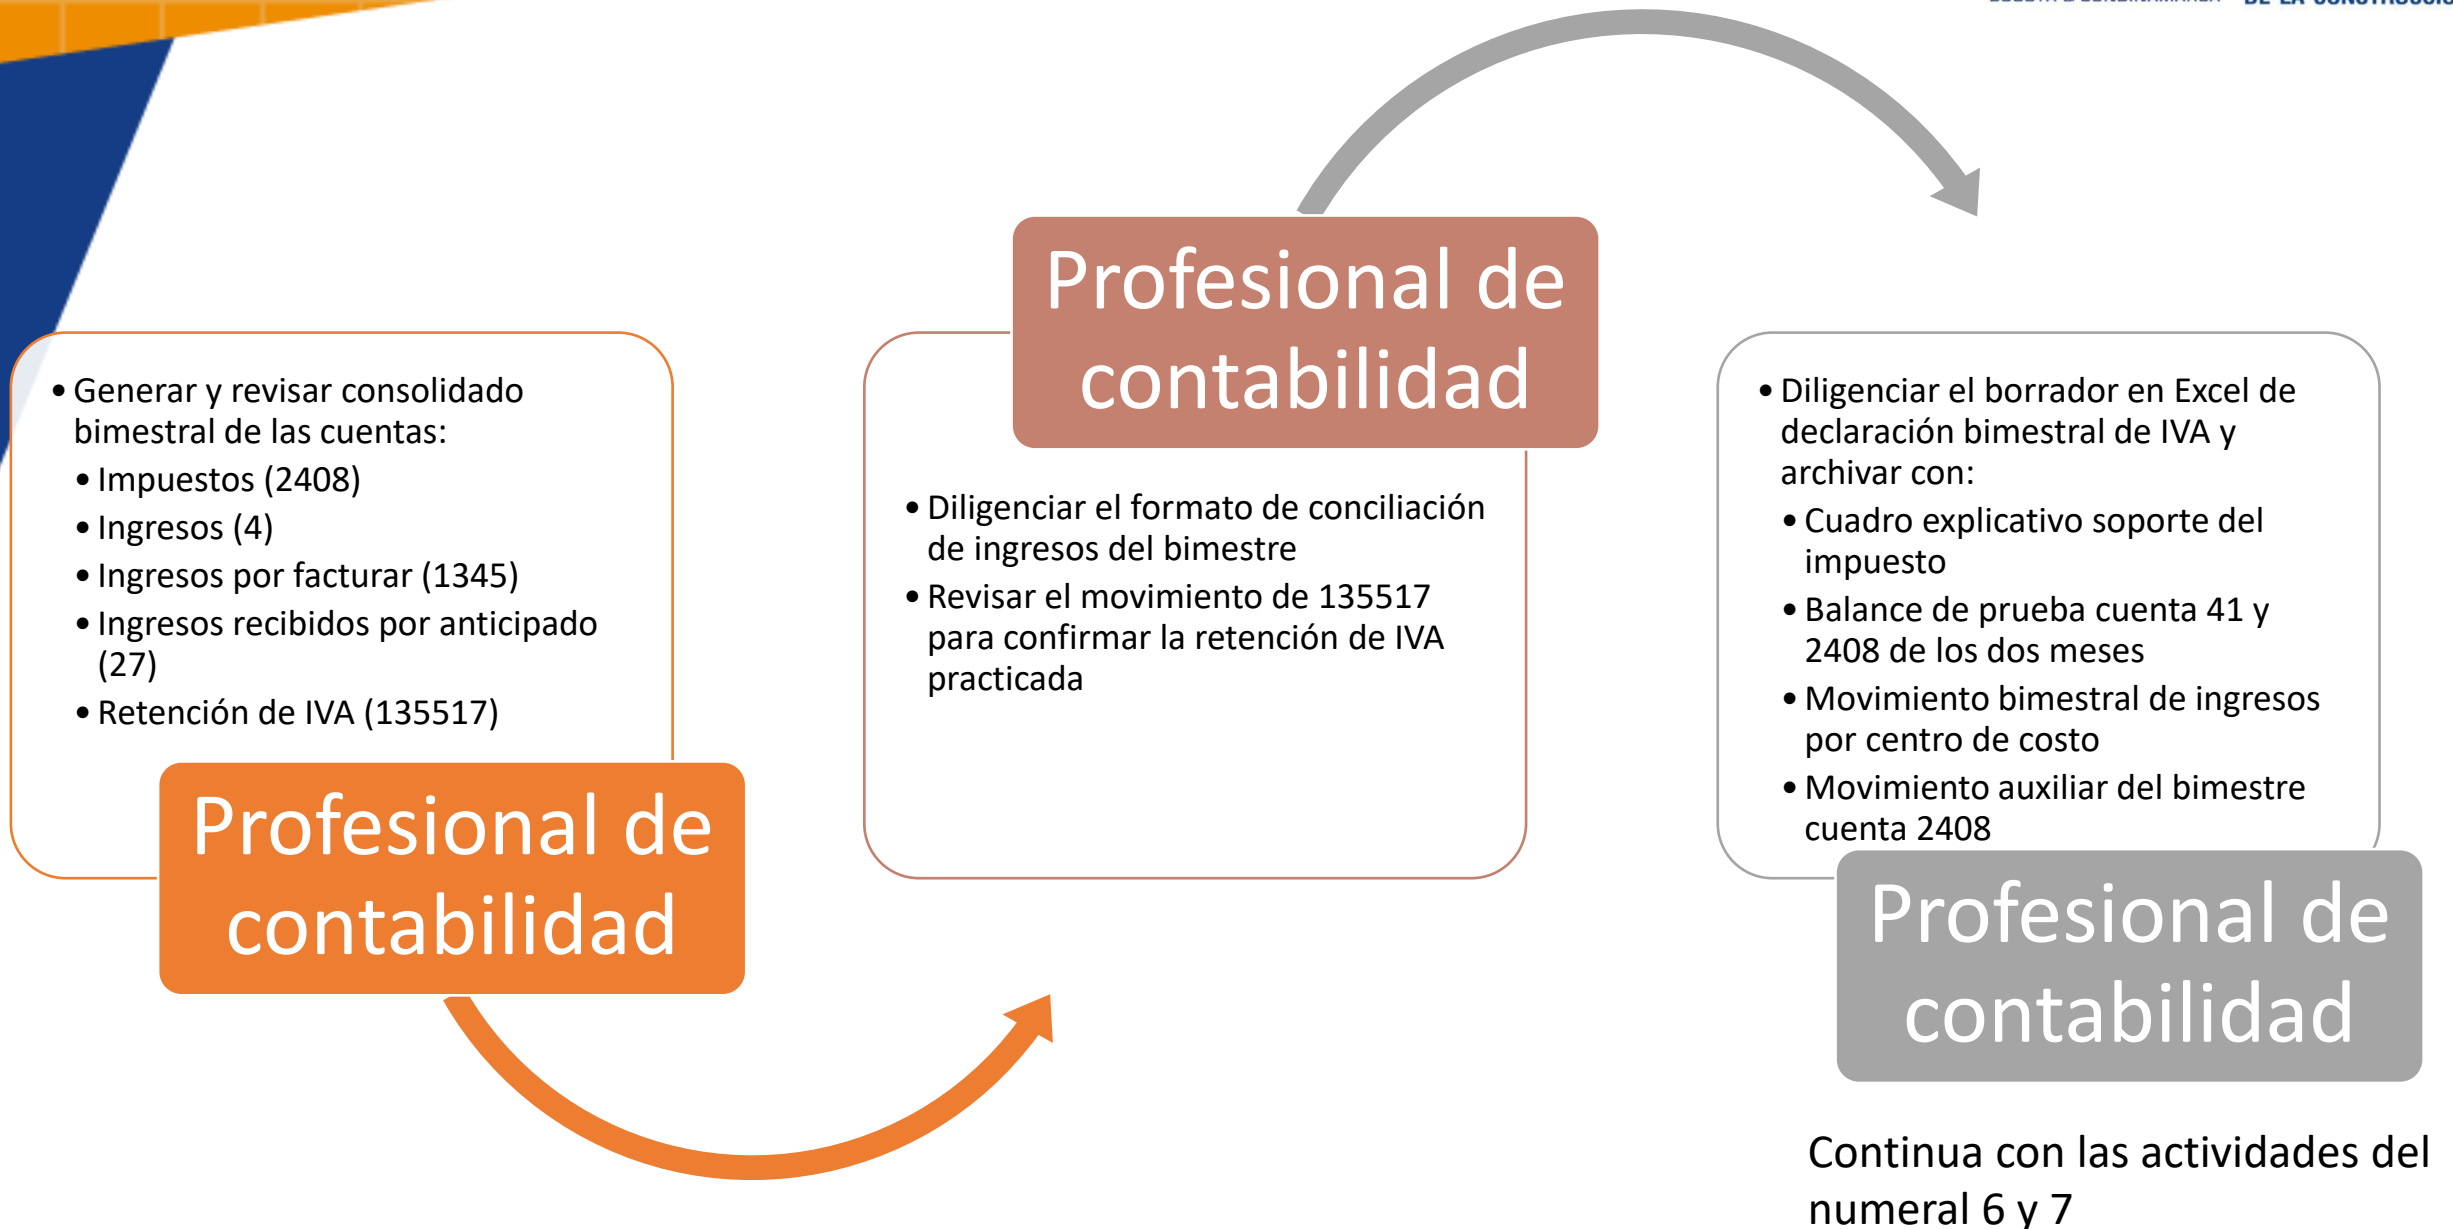 • Generar y revisar consolidado
bimestral de las cuentas:
• Impuestos (2408)
• Ingresos (4)
• Ingresos por facturar (1345)
• Ingresos recibidos por anticipado
(27)
• Retención de IVA (135517)
Profesional de
contabilidad
Profesional de
contabilidad
• Diligenciar el formato de conciliación
de ingresos del bimestre
• Revisar el movimiento de 135517
para confirmar la retención de IVA
practicada
• Diligenciar el borrador en Excel de
declaración bimestral de IVA y
archivar con:
• Cuadro explicativo soporte del
impuesto
• Balance de prueba cuenta 41 y
2408 de los dos meses
• Movimiento bimestral de ingresos
por centro de costo
• Movimiento auxiliar del bimestre
cuenta 2408
Profesional de
contabilidad
Continua con las actividades del
numeral 6 y 7